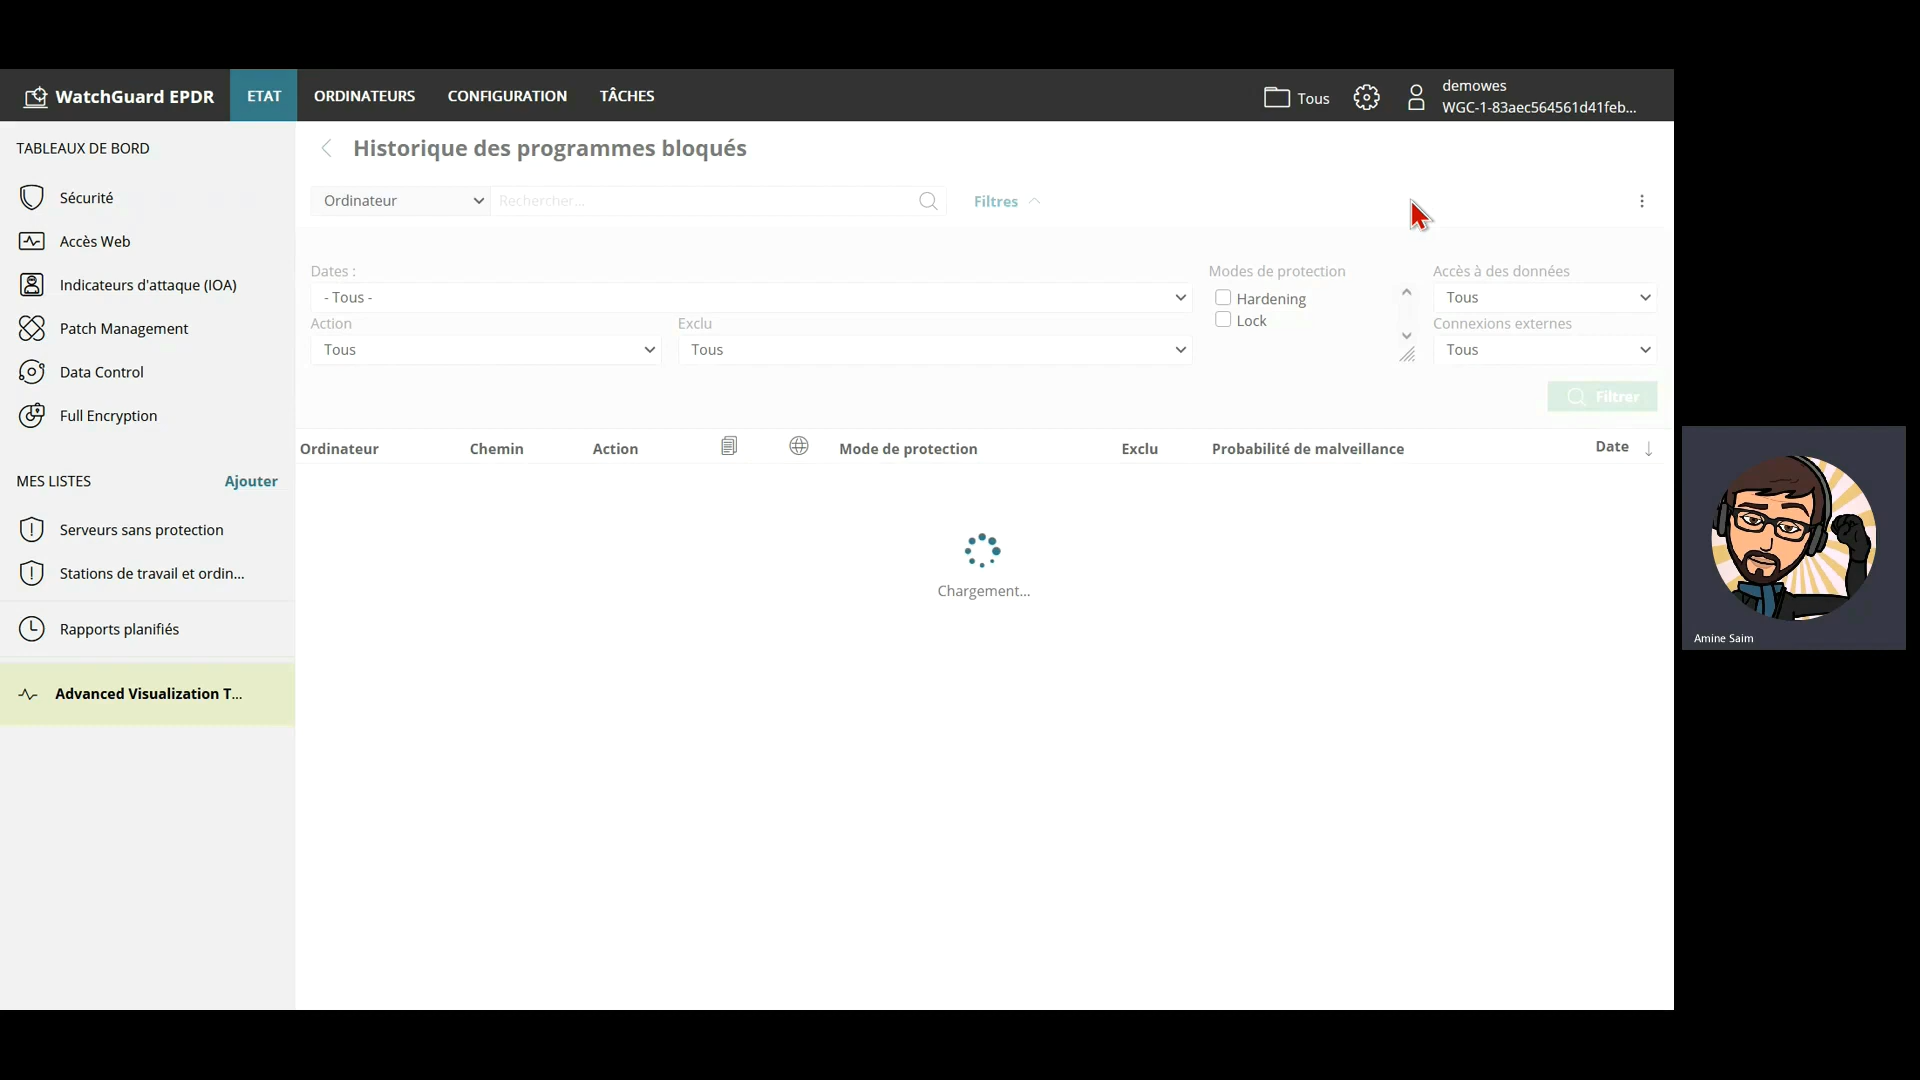 WatchGuard EPDR
ETAT
ORDINATEURS
CONFIGURATION
TÂCHES
Tous
demowes
WGC-1-83aec564561d41feb...
TABLEAUX DE BORD
Sécurité
Accès Web
Indicateurs d'attaque (IOA)
Patch Management
Data Control
Full Encryption
MES LISTES
Ajouter
Serveurs sans protection
Stations de travail et ordin...
Rapports planifiés
Advanced Visualization T...
Historique des programmes bloqués
Ordinateur
Rechercher...
Filtres
Dates :
- Tous -
Action
Tous
Exclu
Tous
Modes de protection
Hardening
Lock
Accès à des données
Tous
Connexions externes
Tous
Filtrer
Ordinateur
Chemin
Action
Mode de protection
Exclu
Probabilité de malveillance
Date
Chargement...
Amine Saim